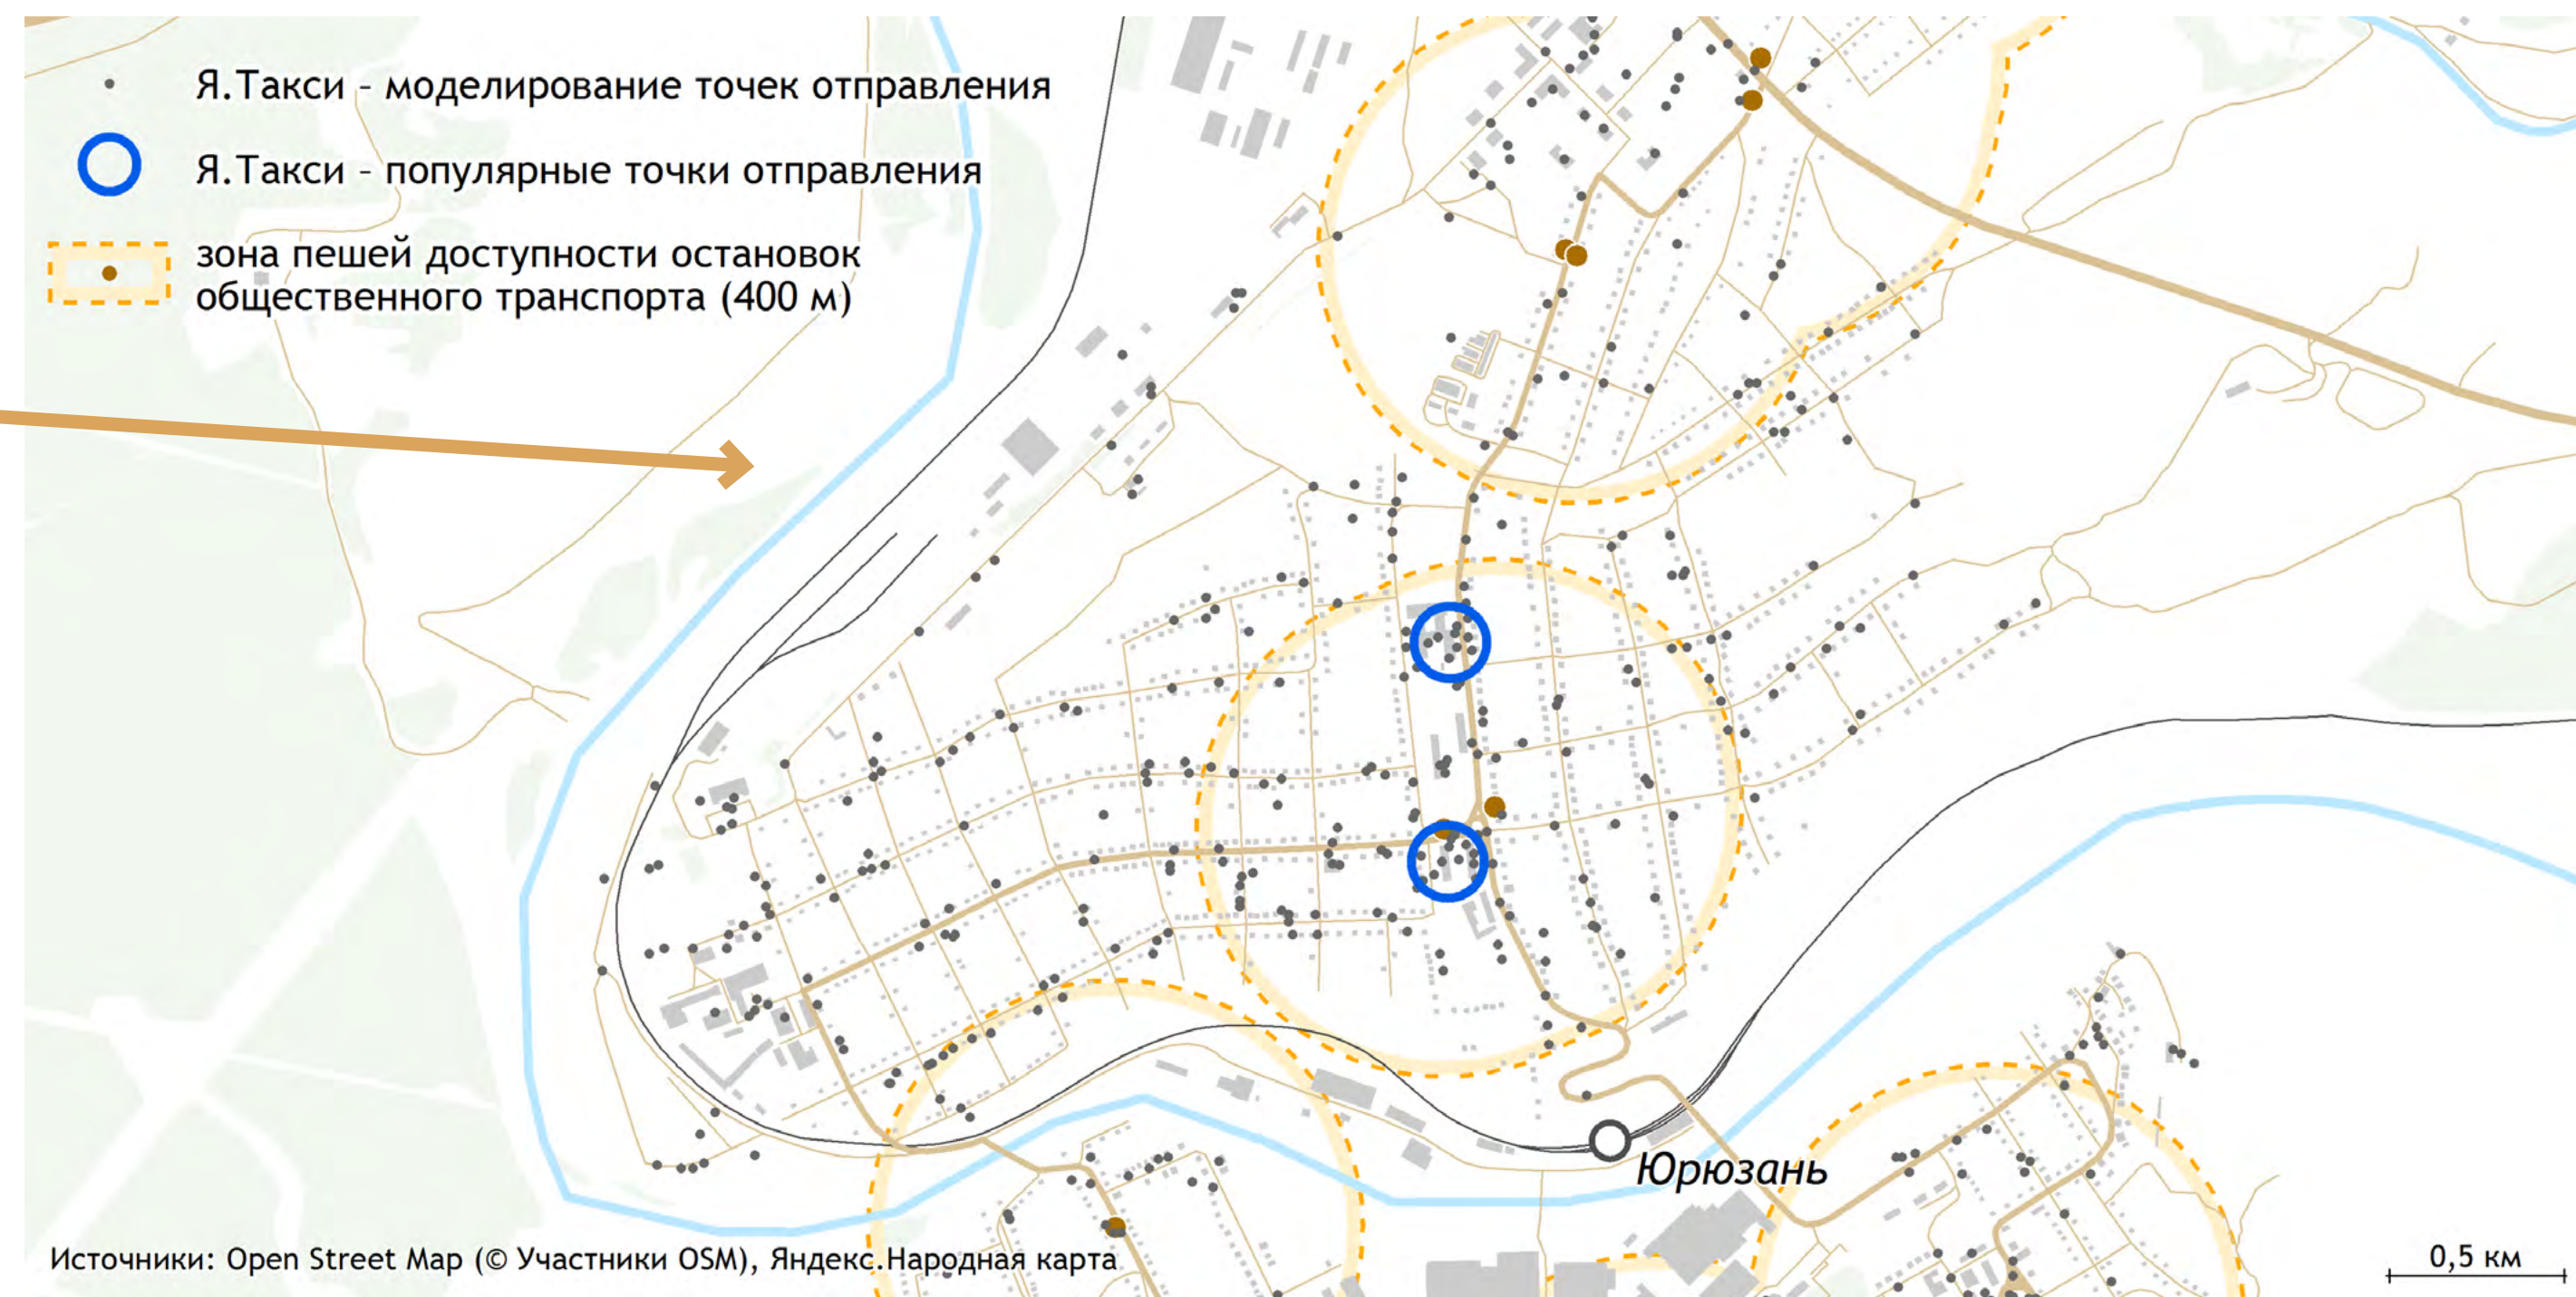 Я.Такси - моделирование точек отправления
Я.Такси - популярные точки отправления
зона пешей доступности остановок
общественного транспорта (400 м)
Юрюзань
Источники: Open Street Map (© Участники OSM), Яндекс.Народная карта
0,5 км